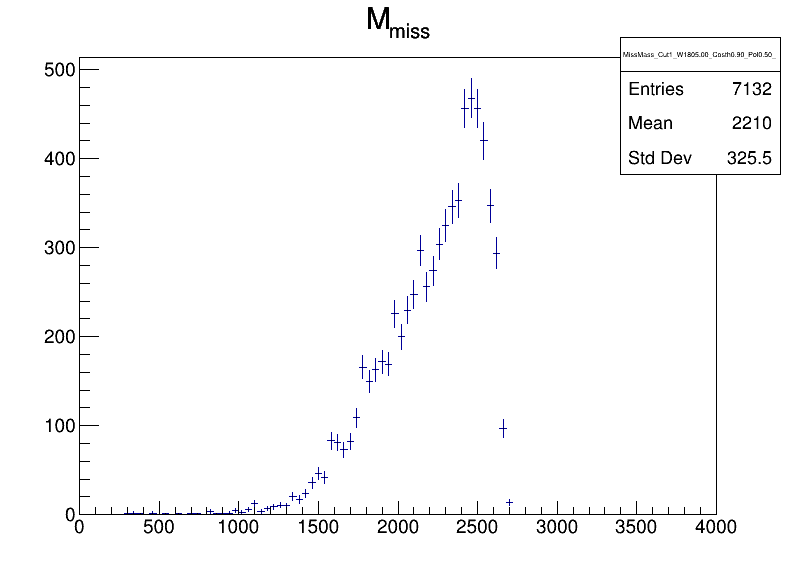 M_miss
MissMass_Cut1_W1805.00_Costh0.90_Pol0.50_
Entries 7132
Mean 2210
Std Dev 325.5
500
400
300
200
100
0
0 500 1000 1500 2000 2500 3000 3500 4000